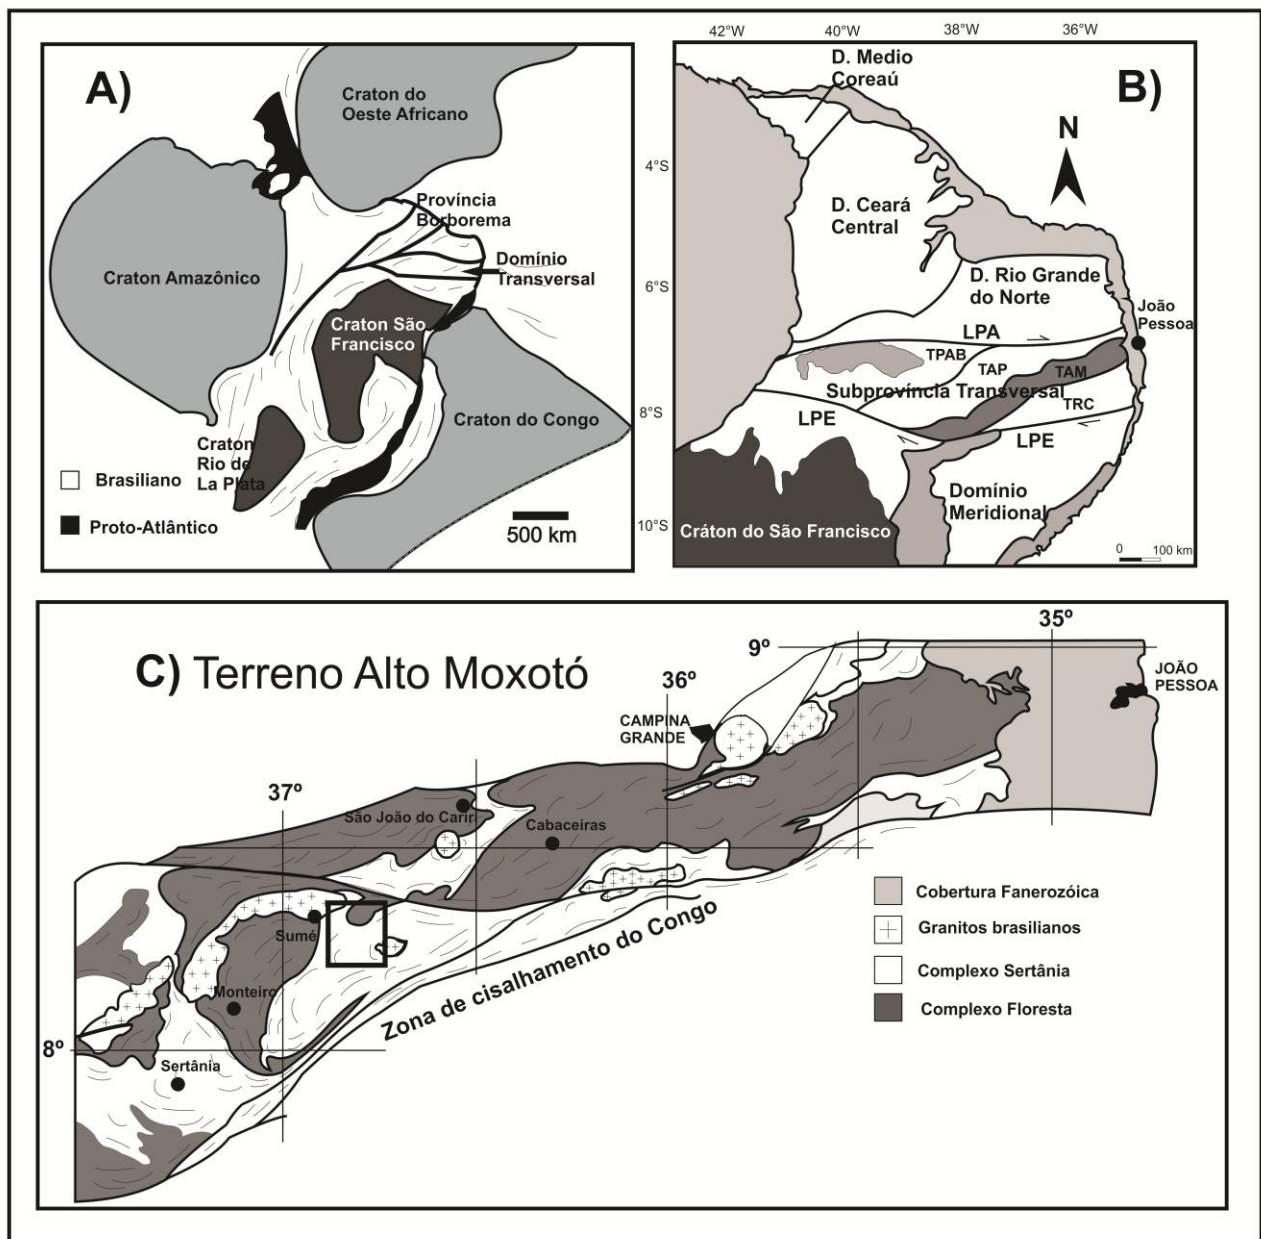 A)
Craton do
Oeste Africano
Província
Borborema
Craton Amazônico
Domínio
Transversal
Craton São
Francisco
Craton do Congo
Craton
Rio de
La Plata
Brasiliano
Proto-Atlântico
500 km
42°W
40°W
38°W
36°W
B)
D. Medio
Coreaú
N
4°S
D. Ceará
Central
6°S
D. Rio Grande
do Norte
João
Pessoa
LPA
TPAB
TAP
TAM
Subprovíncia Transversal
TRC
8°S
LPE
LPE
Domínio
Meridional
10°S
Cráton do São Francisco
0 100 km
C) Terreno Alto Moxotó
35º
9º
36º
JOÃO
PESSOA
CAMPINA
GRANDE
37º
São João do Cariri
Cabaceiras
Sumé
Monteiro
Zona de cisalhamento do Congo
8º
Sertânia
Cobertura Fanerozóica
Granitos brasilianos
Complexo Sertânia
Complexo Floresta